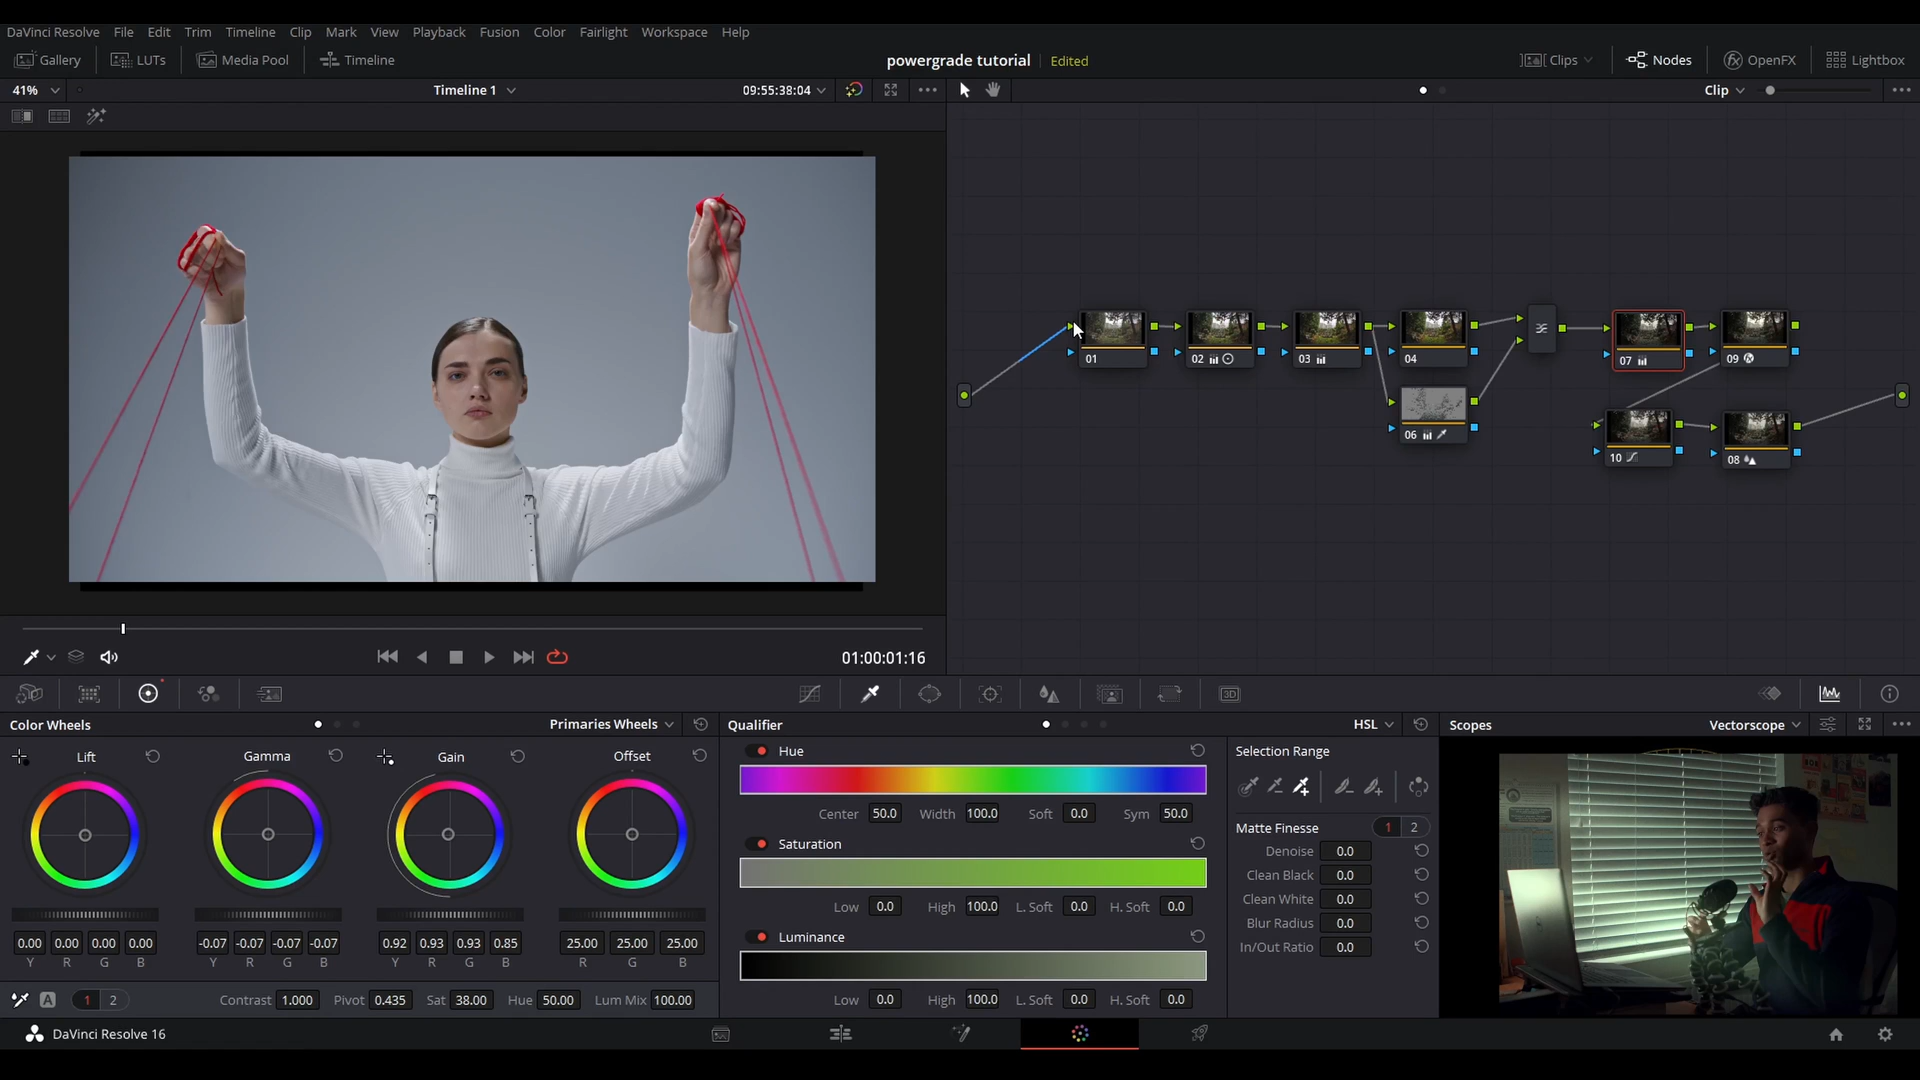 DaVinci Resolve File Edit Trim Timeline Clip Mark View Playback Fusion Color Fairlight Workspace Help
Gallery LUTs Media Pool Timeline powergrade tutorial Edited Clips Nodes OpenFX Lightbox
41% Timeline 1 09:55:38:04 Clip
01 02 03 04 07 09
06 10 08
01:00:01:16
Color Wheels Primaries Wheels Qualifier HSL Scopes Vectorscope
Lift Gamma Gain Offset
0.00 0.00 0.00 0.00 -0.07 -0.07 -0.07 -0.07 0.92 0.93 0.93 0.85 25.00 25.00 25.00
Y R G B Y R G B Y R G B R G B
A 1 2 Contrast 1.000 Pivot 0.435 Sat 38.00 Hue 50.00 Lum Mix 100.00
Hue
Center 50.0 Width 100.0 Soft 0.0 Sym 50.0
Saturation
Low 0.0 High 100.0 L. Soft 0.0 H. Soft 0.0
Luminance
Low 0.0 High 100.0 L. Soft 0.0 H. Soft 0.0
Selection Range
Matte Finesse 1 2
Denoise 0.0
Clean Black 0.0
Clean White 0.0
Blur Radius 0.0
In/Out Ratio 0.0
3D
DaVinci Resolve 16